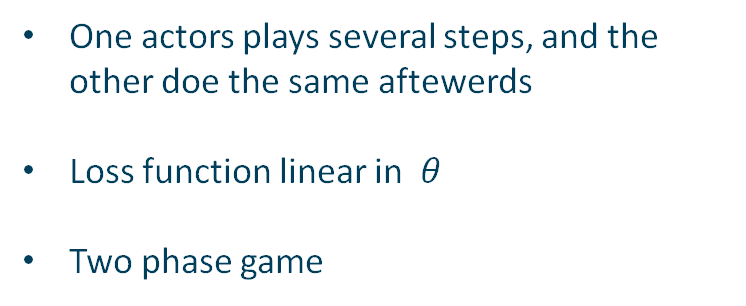 • One actors plays several steps, and the
other doe the same aftewerds
• Loss function linear in θ
• Two phase game